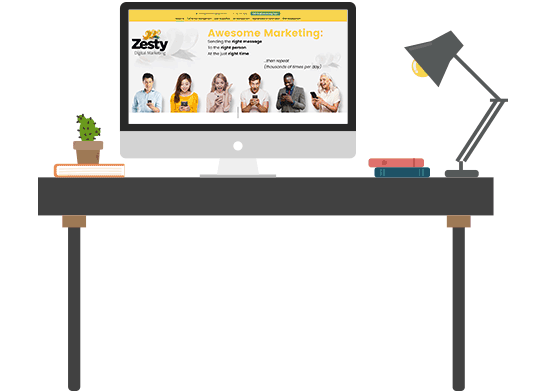 Zesty
Digital Marketing
Awesome Marketing:
Sending the right message
to the right person
At the just right time
...then repeat
(thousands of times per day)